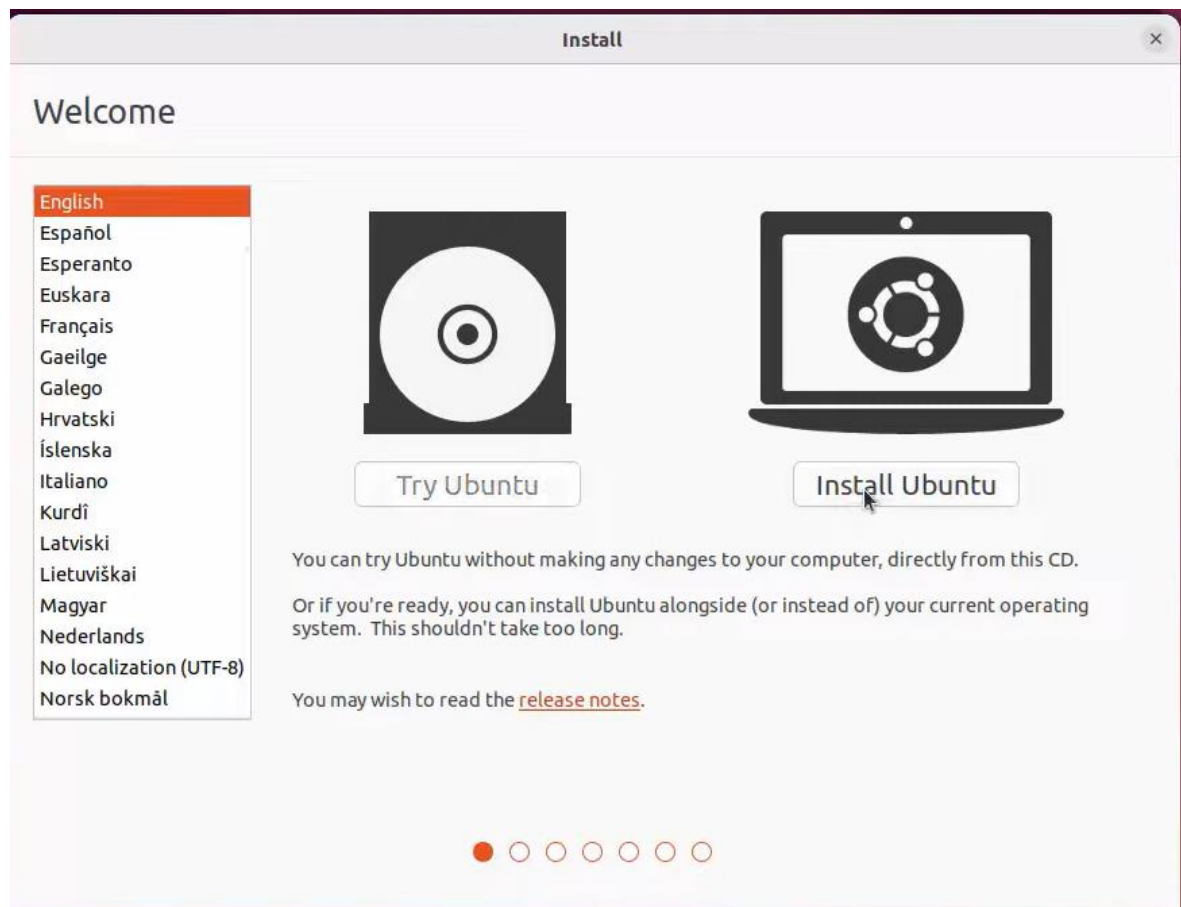 Install
Welcome
English
Español
Esperanto
Euskara
Français
Gaeilge
Galego
Hrvatski
Íslenska
Italiano
Kurdî
Latviski
Lietuviškai
Magyar
Nederlands
No localization (UTF-8)
Norsk bokmål
Try Ubuntu
Install Ubuntu
You can try Ubuntu without making any changes to your computer, directly from this CD.
Or if you're ready, you can install Ubuntu alongside (or instead of) your current operating
system.  This shouldn't take too long.
You may wish to read the release notes.